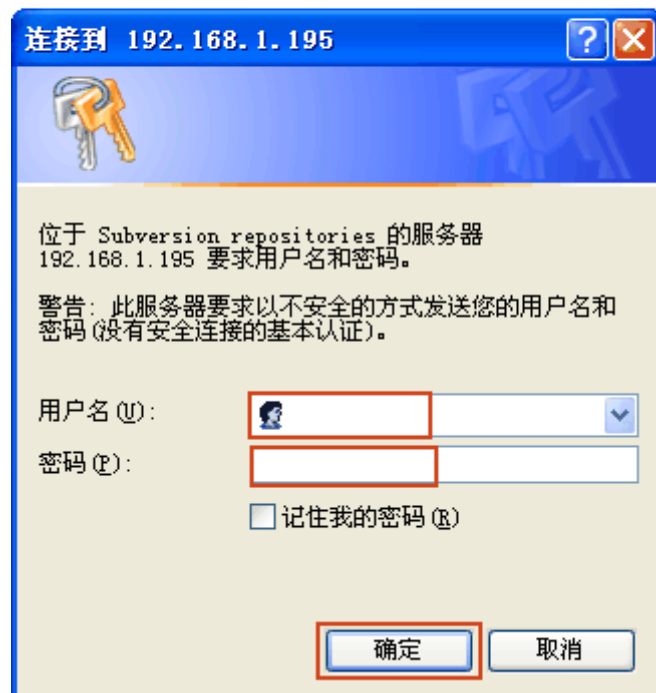 连接到 192.168.1.195
位于 Subversion repositories 的服务器
192.168.1.195 要求用户名和密码。
警告: 此服务器要求以不安全的方式发送您的用户名和
密码(没有安全连接的基本认证)。
用户名(U):
密码(P):
记住我的密码(R)
确定 取消